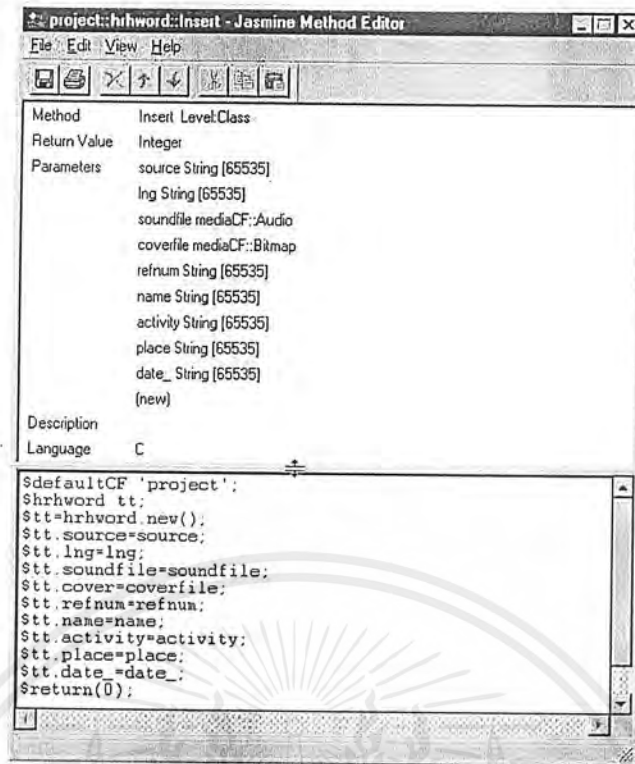 project::hrhword::Insert - Jasmine Method Editor
File Edit View Help
Method Insert Level:Class
Return Value Integer
Parameters source String [65535]
lng String [65535]
soundfile mediaCF::Audio
coverfile mediaCF::Bitmap
refnum String [65535]
name String [65535]
activity String [65535]
place String [65535]
date_ String [65535]
(new)
Description
Language C
$defaultCF 'project';
$hrhword tt;
$tt=hrhword.new();
$tt.source=source;
$tt.lng=lng;
$tt.soundfile=soundfile;
$tt.cover=coverfile;
$tt.refnum=refnum;
$tt.name=name;
$tt.activity=activity;
$tt.place=place;
$tt.date_=date_;
$return(0);